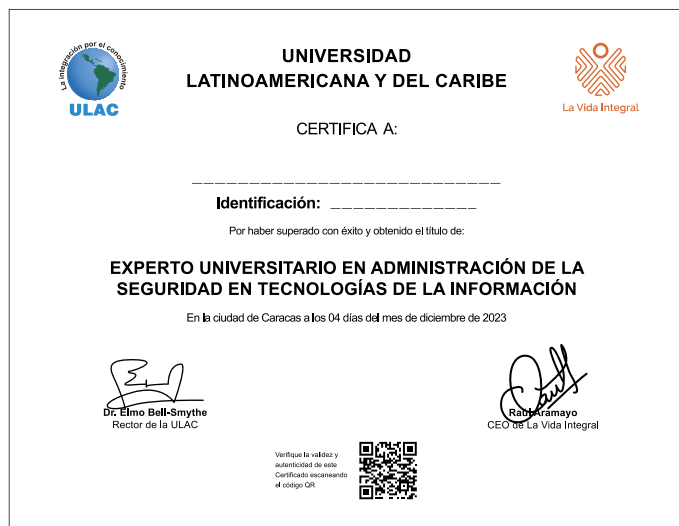 La integración por el conocimiento
ULAC
UNIVERSIDAD
LATINOAMERICANA Y DEL CARIBE
La Vida Integral
CERTIFICA A:
____________________________
Identificación: _____________
Por haber superado con éxito y obtenido el título de:
EXPERTO UNIVERSITARIO EN ADMINISTRACIÓN DE LA
SEGURIDAD EN TECNOLOGÍAS DE LA INFORMACIÓN
En la ciudad de Caracas a los 04 días del mes de diciembre de 2023
Dr. Elmo Bell-Smythe
Rector de la ULAC
Raúl Aramayo
CEO de La Vida Integral
Verifique la validez y
autenticidad de este
Certificado escaneando
el código QR